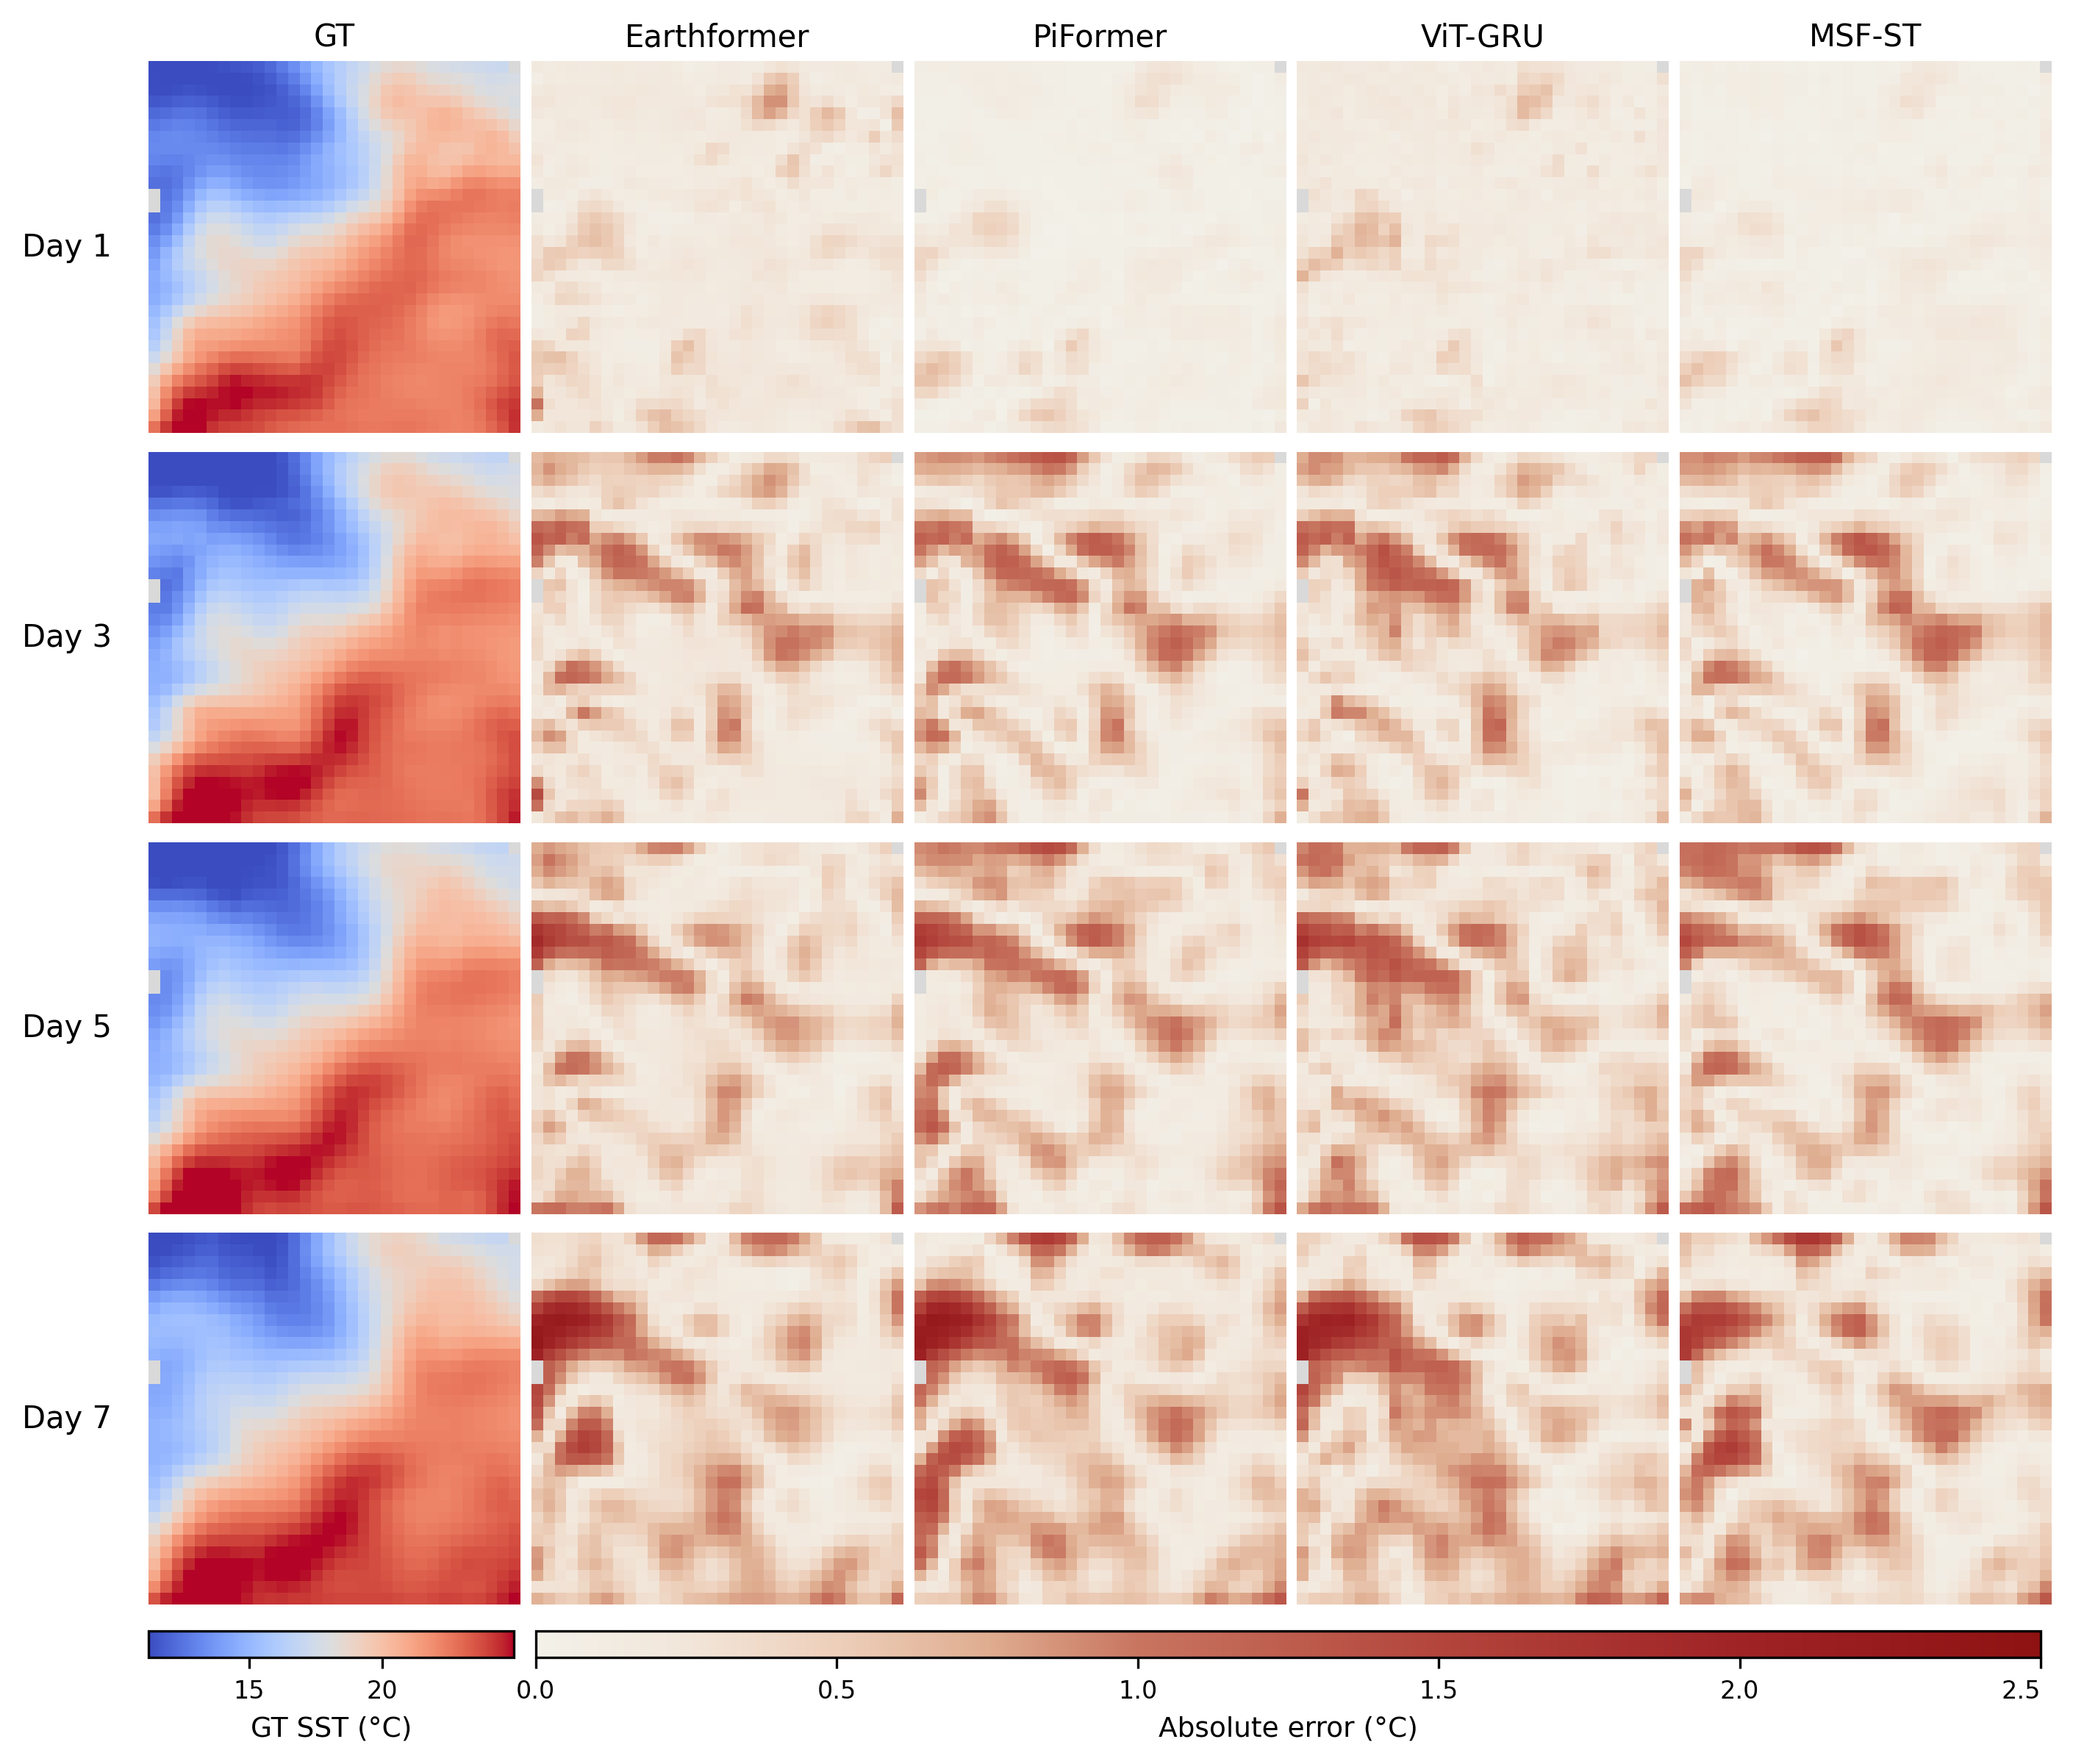 GT Earthformer PiFormer ViT-GRU MSF-ST
Day 1
Day 3
Day 5
Day 7
15 20 0.0 0.5 1.0 1.5 2.0 2.5
GT SST (°C) Absolute error (°C)